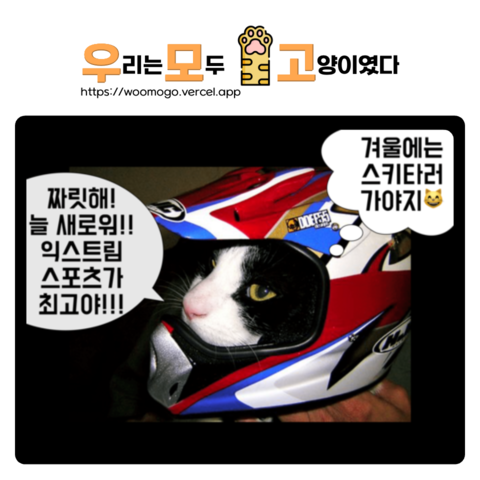 우리는 모두 고양이였다
https://woomogo.vercel.app
겨울에는
스키타러
가야지😺
짜릿해!
늘 새로워!!
익스트림
스포츠가
최고야!!!